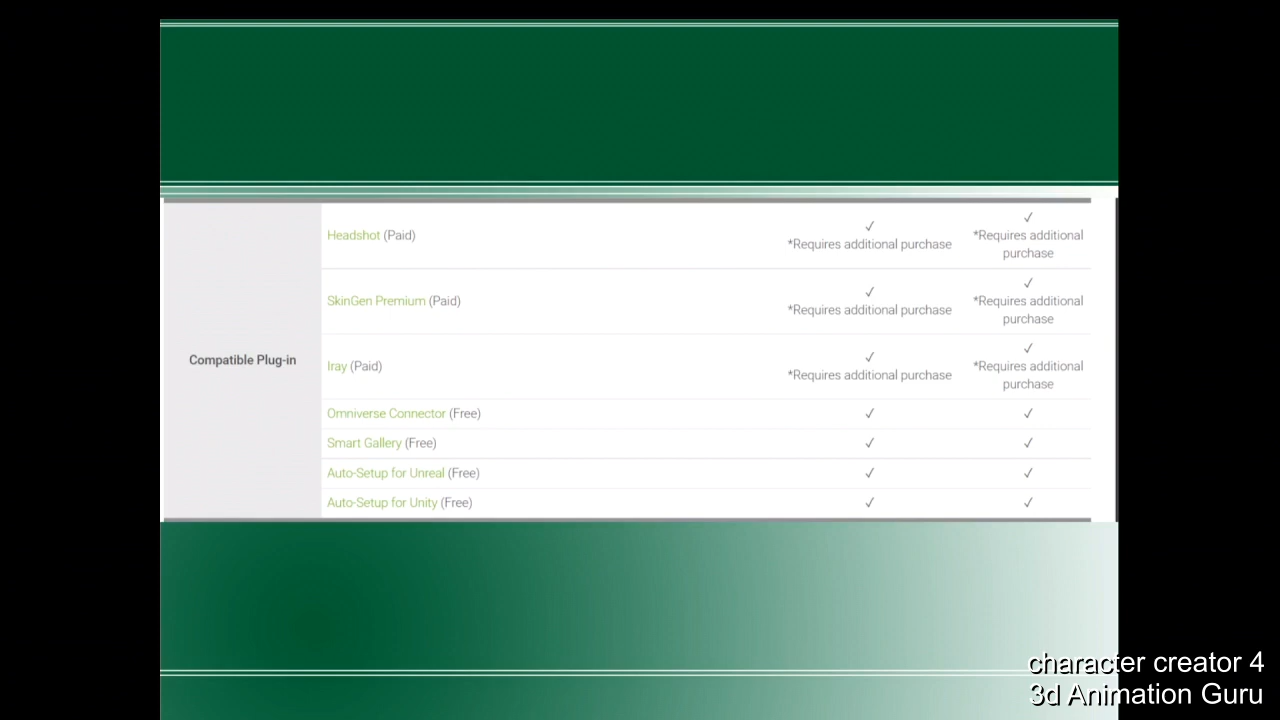 ✓ ✓
Headshot (Paid) *Requires additional purchase *Requires additional
purchase
✓ ✓
SkinGen Premium (Paid) *Requires additional purchase *Requires additional
purchase
Compatible Plug-in
✓ ✓
Iray (Paid) *Requires additional purchase *Requires additional
purchase
Omniverse Connector (Free) ✓ ✓
Smart Gallery (Free) ✓ ✓
Auto-Setup for Unreal (Free) ✓ ✓
Auto-Setup for Unity (Free) ✓ ✓
character creator 4
3d Animation Guru